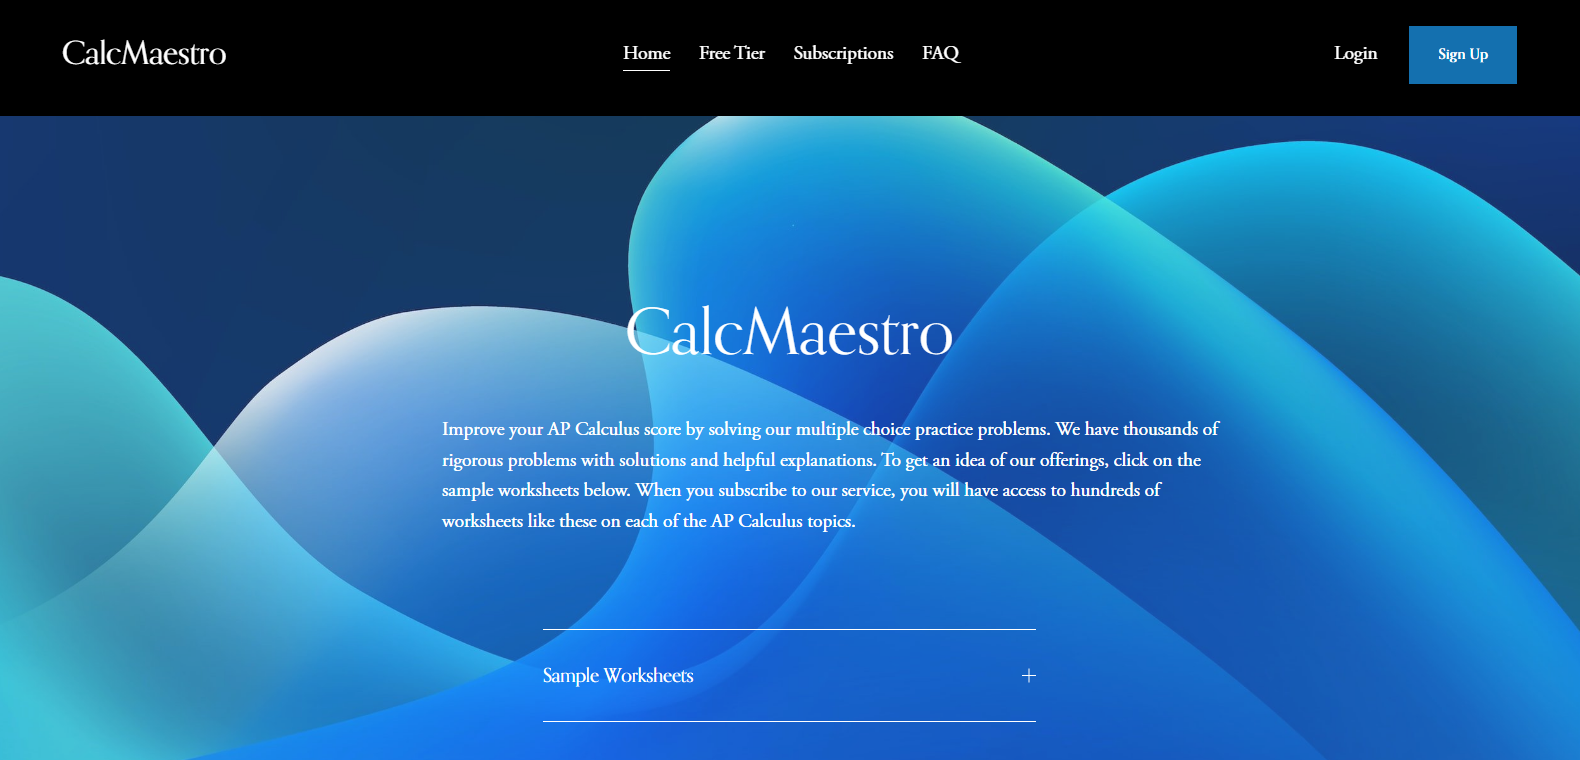 CalcMaestro
Home Free Tier Subscriptions FAQ
Login Sign Up
CalcMaestro
Improve your AP Calculus score by solving our multiple choice practice problems. We have thousands of
rigorous problems with solutions and helpful explanations. To get an idea of our offerings, click on the
sample worksheets below. When you subscribe to our service, you will have access to hundreds of
worksheets like these on each of the AP Calculus topics.
Sample Worksheets